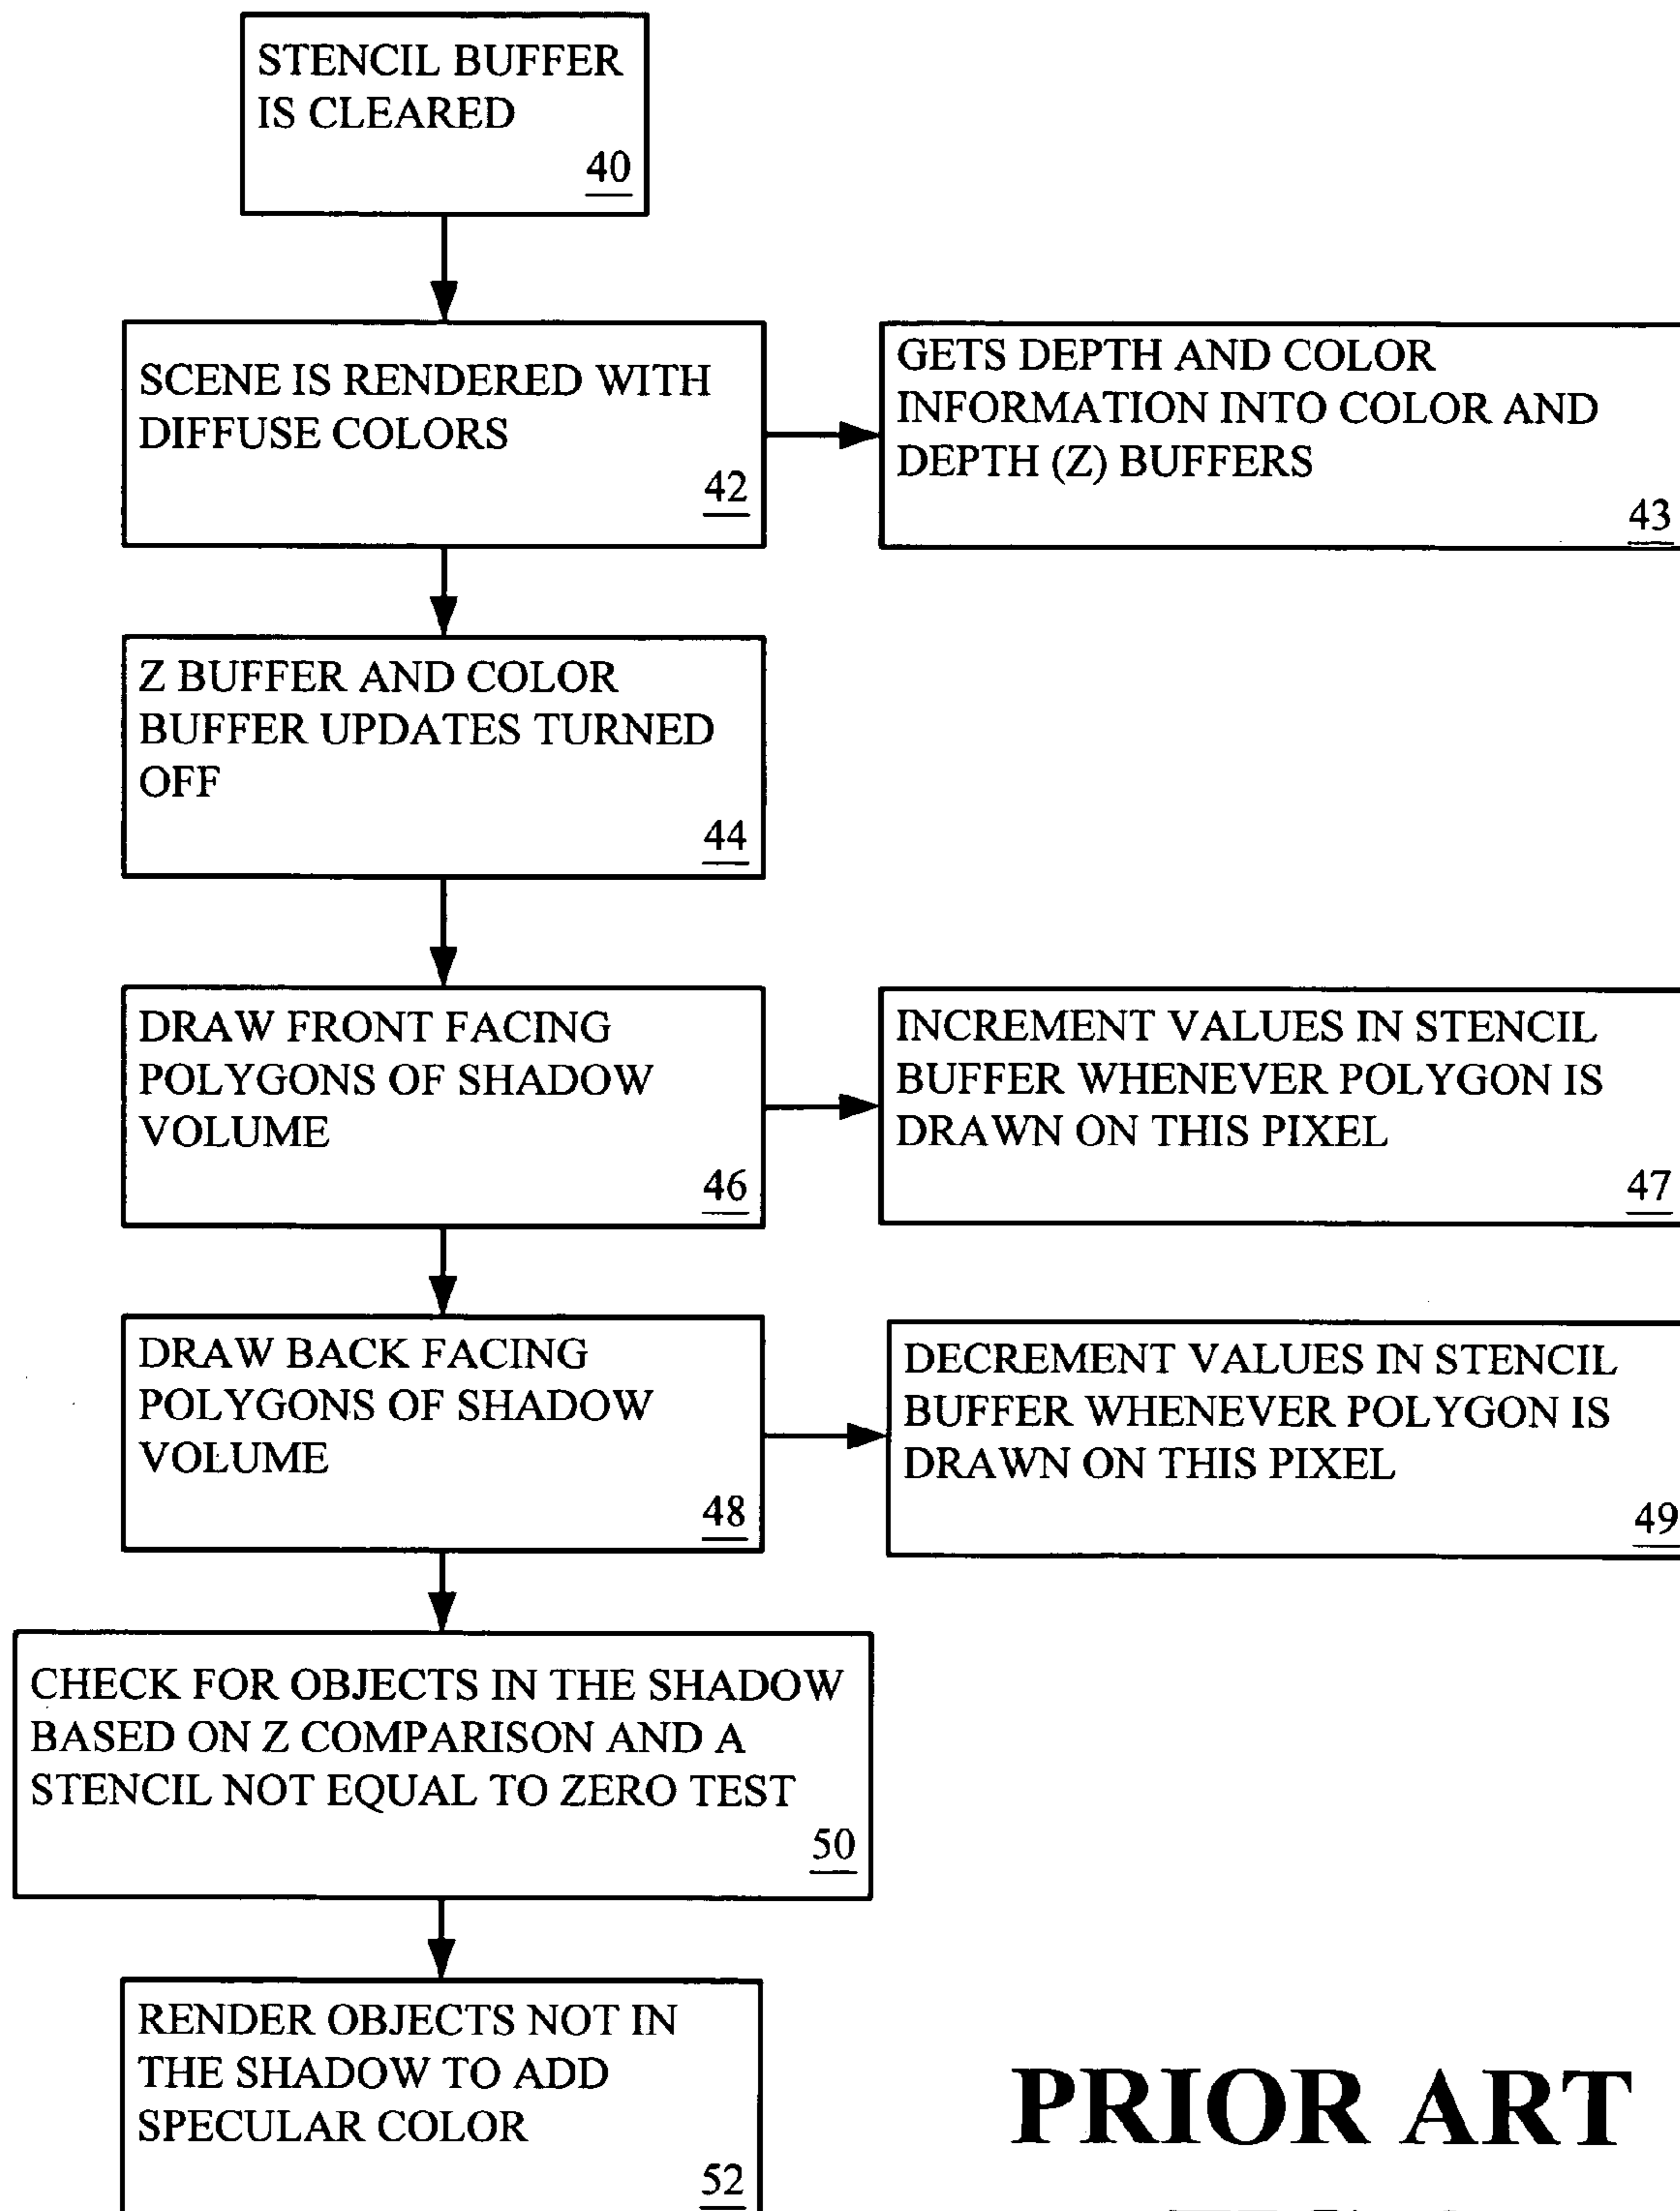 STENCIL BUFFER
IS CLEARED
40
SCENE IS RENDERED WITH
DIFFUSE COLORS
42
GETS DEPTH AND COLOR
INFORMATION INTO COLOR AND
DEPTH (Z) BUFFERS
43
Z BUFFER AND COLOR
BUFFER UPDATES TURNED
OFF
44
DRAW FRONT FACING
POLYGONS OF SHADOW
VOLUME
46
INCREMENT VALUES IN STENCIL
BUFFER WHENEVER POLYGON IS
DRAWN ON THIS PIXEL
47
DRAW BACK FACING
POLYGONS OF SHADOW
VOLUME
48
DECREMENT VALUES IN STENCIL
BUFFER WHENEVER POLYGON IS
DRAWN ON THIS PIXEL
49
CHECK FOR OBJECTS IN THE SHADOW
BASED ON Z COMPARISON AND A
STENCIL NOT EQUAL TO ZERO TEST
50
RENDER OBJECTS NOT IN
THE SHADOW TO ADD
SPECULAR COLOR
52
PRIOR ART